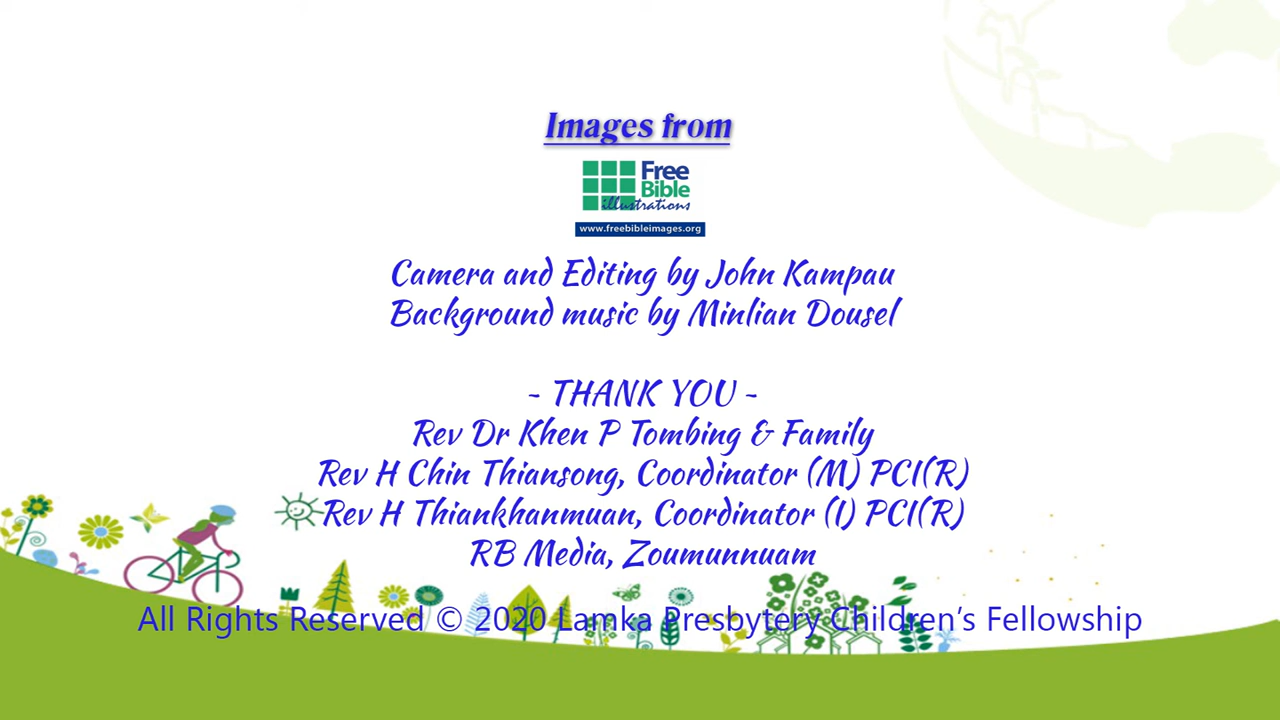 Images from
Free
Bible
illustrations
www.freebibleimages.org
Camera and Editing by John Kampau
Background music by Minlian Dousel
~ THANK YOU ~
Rev Dr Khen P Tombing & Family
Rev H Chin Thiansong, Coordinator (M) PCI(R)
Rev H Thiankhanmuan, Coordinator (I) PCI(R)
RB Media, Zoumunnuam
All Rights Reserved © 2020 Lamka Presbytery Children’s Fellowship